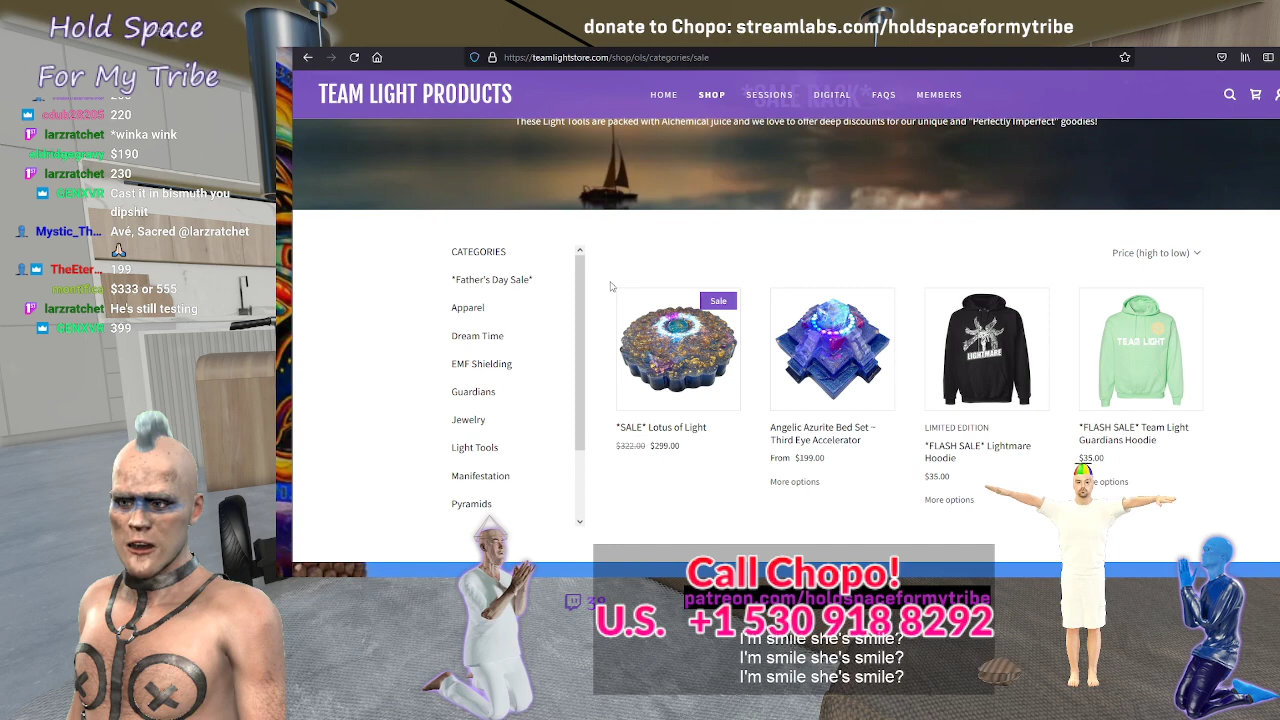 Hold Space
For My Tribe
donate to Chopo: streamlabs.com/holdspaceformytribe
https://teamlightstore.com/shop/ols/categories/sale
TEAM LIGHT PRODUCTS
HOME SHOP SESSIONS DIGITAL FAQS MEMBERS
*SALE RACK*
These Light Tools are packed with Alchemical juice and we love to offer deep discounts for our unique and "Perfectly Imperfect" goodies!
220
larzratchet *winka wink
$190
larzratchet 230
Cast it in bismuth you
dipshit
Mystic_Th... Avé, Sacred @larzratchet
TheEter... 199
$333 or 555
larzratchet He's still testing
399
CATEGORIES
*Father's Day Sale*
Apparel
Dream Time
EMF Shielding
Guardians
Jewelry
Light Tools
Manifestation
Pyramids
Price (high to low)
Sale
*SALE* Lotus of Light
$322.00 $299.00
Angelic Azurite Bed Set ~
Third Eye Accelerator
From $199.00
More options
LIGHTMARE
LIMITED EDITION
*FLASH SALE* Lightmare
Hoodie
$35.00
More options
TEAM LIGHT
*FLASH SALE* Team Light
Guardians Hoodie
$35.00
options
Call Chopo!
patreon.com/holdspaceformytribe
U.S. +1 530 918 8292
I'm smile she's smile?
I'm smile she's smile?
I'm smile she's smile?